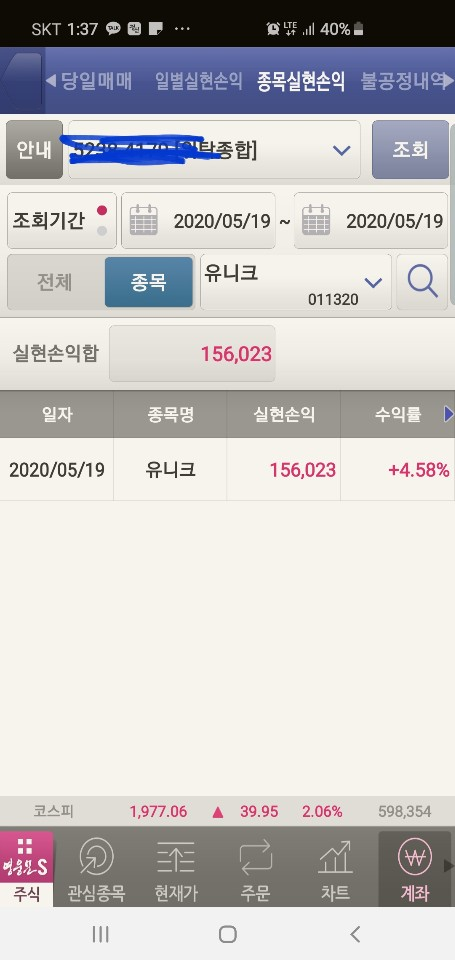 SKT 1:37 TALK ··· LTE 40%
당일매매 일별실현손익 종목실현손익 불공정내역
안내 탁종합] 조회
조회기간 2020/05/19 ~ 2020/05/19
전체 종목 유니크
011320
실현손익합 156,023
일자 종목명 실현손익 수익률
2020/05/19 유니크 156,023 +4.58%
코스피 1,977.06 ▲ 39.95 2.06% 598,354
영웅문S
주식 관심종목 현재가 주문 차트 계좌